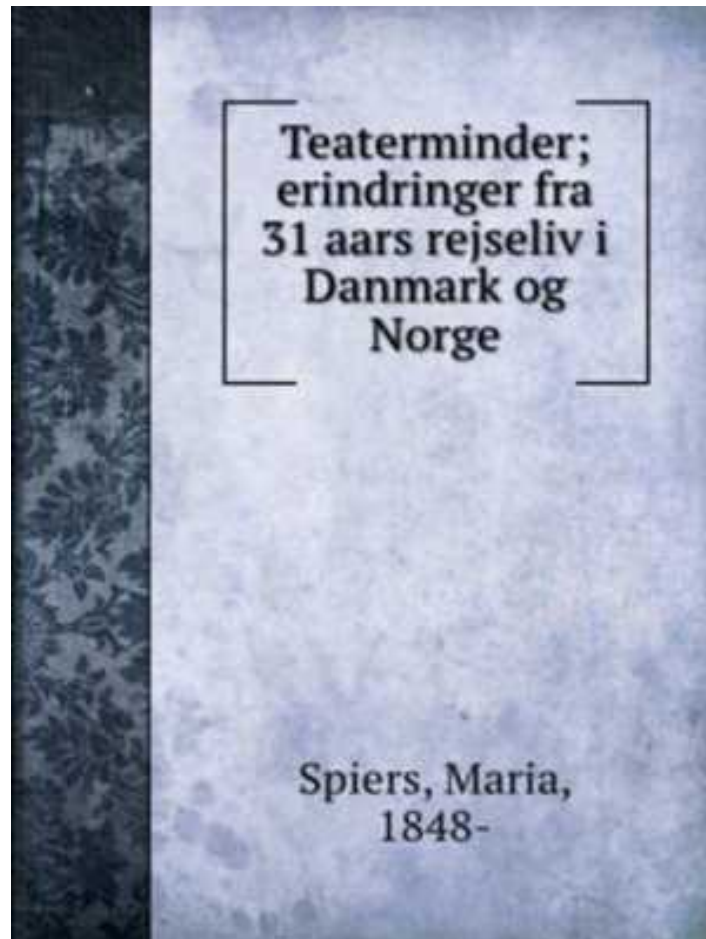 Teaterminder;
erindringer fra
31 aars rejseliv i
Danmark og
Norge
Spiers, Maria,
1848-